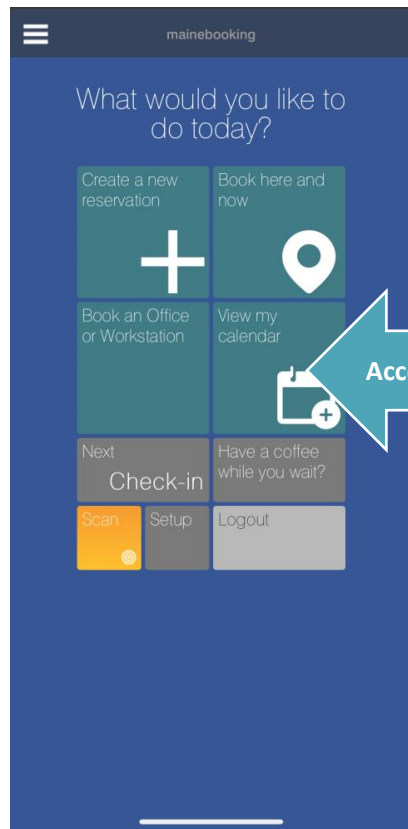 mainebooking
What would you like to
do today?
Create a new
reservation
Book here and
now
Book an Office
or Workstation
View my
calendar
Next
Check-in
Have a coffee
while you wait?
Scan
Setup
Logout